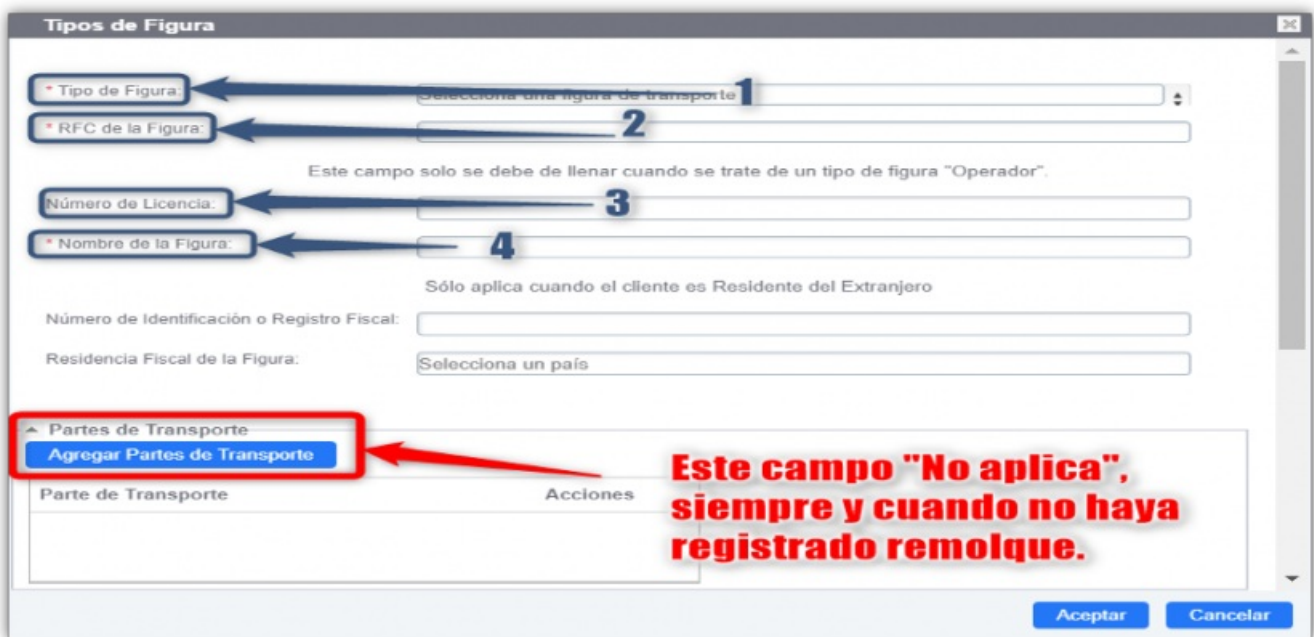 Tipos de Figura
* Tipo de Figura:
Selecciona una figura de transporte
1
* RFC de la Figura:
2
Este campo solo se debe de llenar cuando se trate de un tipo de figura "Operador".
Número de Licencia:
3
* Nombre de la Figura:
4
Sólo aplica cuando el cliente es Residente del Extranjero
Número de Identificación o Registro Fiscal:
Residencia Fiscal de la Figura:
Selecciona un país
Partes de Transporte
Agregar Partes de Transporte
Parte de Transporte
Acciones
Este campo "No aplica",
siempre y cuando no haya
registrado remolque.
Aceptar
Cancelar